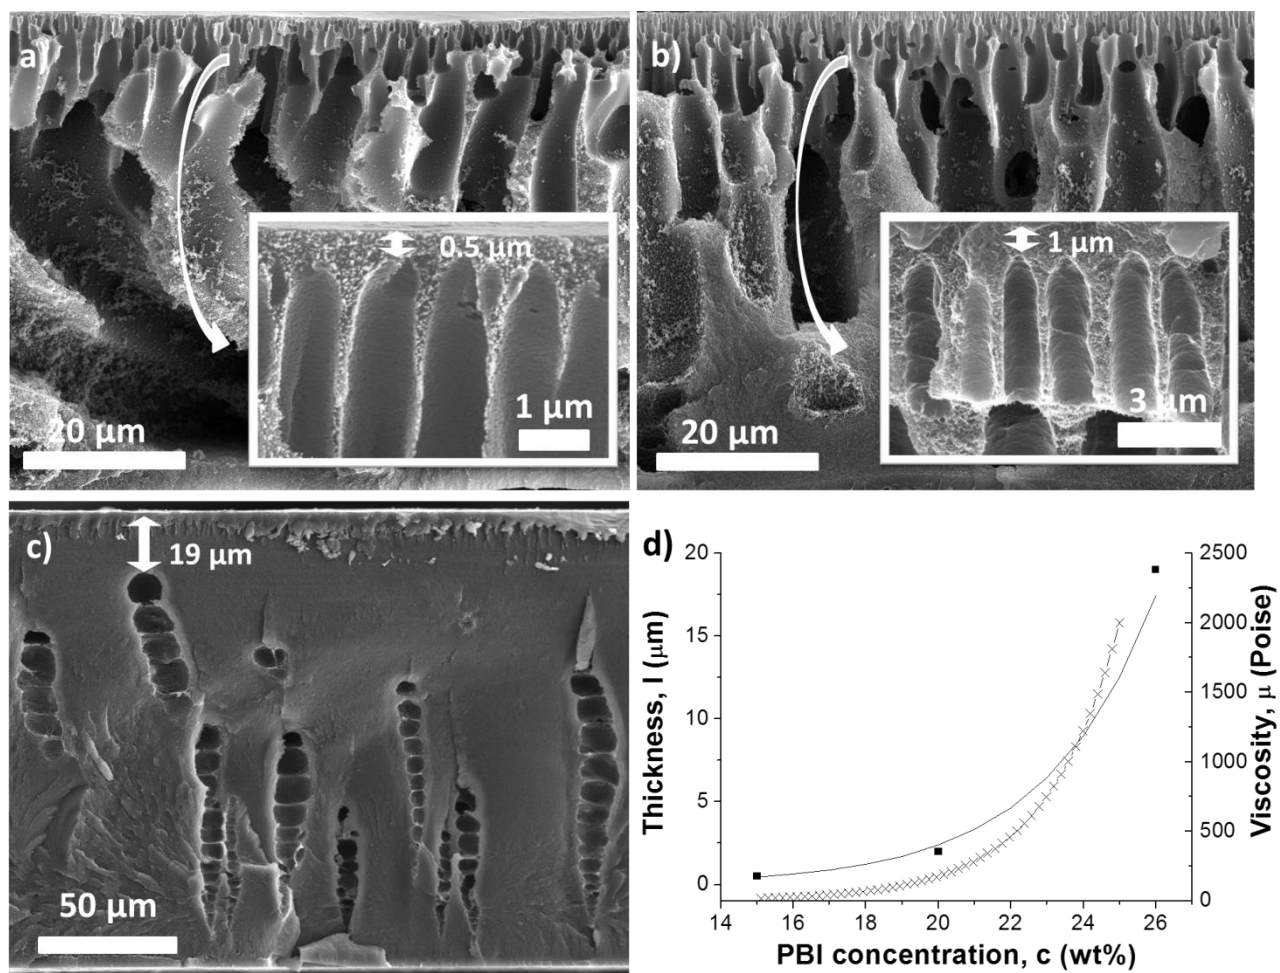 a)
0.5 μm
1 μm
20 μm
b)
1 μm
3 μm
20 μm
c)
19 μm
50 μm
d)
Thickness, l (μm)
20
15
10
5
0
Viscosity, μ (Poise)
2500
2000
1500
1000
500
0
14 16 18 20 22 24 26
PBI concentration, c (wt%)